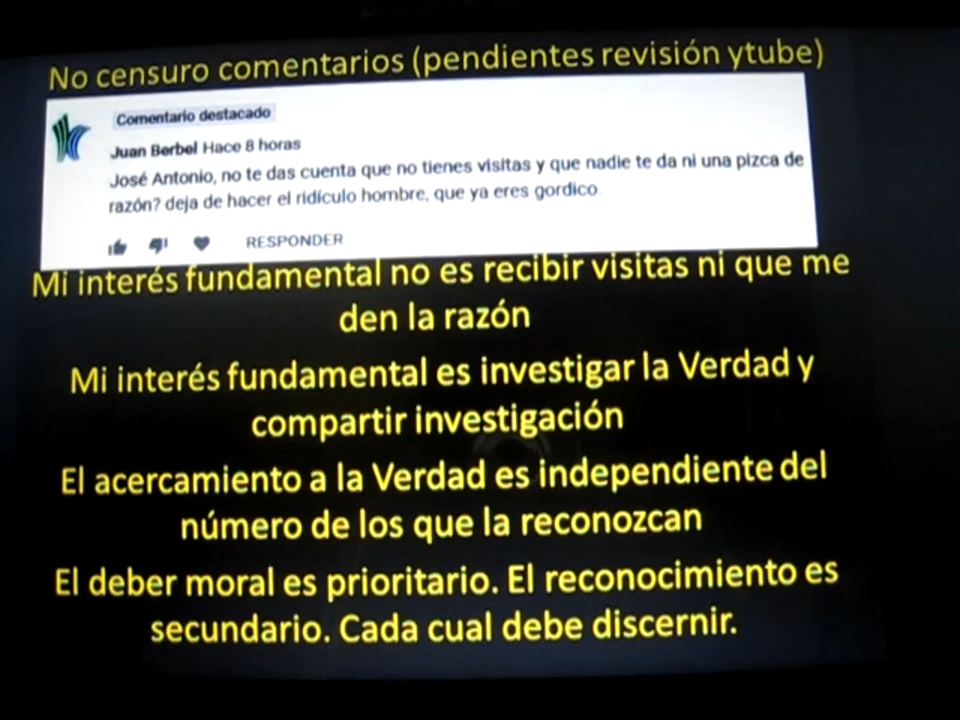 No censuro comentarios (pendientes revisión ytube)
Comentario destacado
Juan Berbel Hace 8 horas
José Antonio, no te das cuenta que no tienes visitas y que nadie te da ni una pizca de
razón? deja de hacer el ridículo hombre, que ya eres gordico
RESPONDER
Mi interés fundamental no es recibir visitas ni que me
den la razón
Mi interés fundamental es investigar la Verdad y
compartir investigación
El acercamiento a la Verdad es independiente del
número de los que la reconozcan
El deber moral es prioritario. El reconocimiento es
secundario. Cada cual debe discernir.